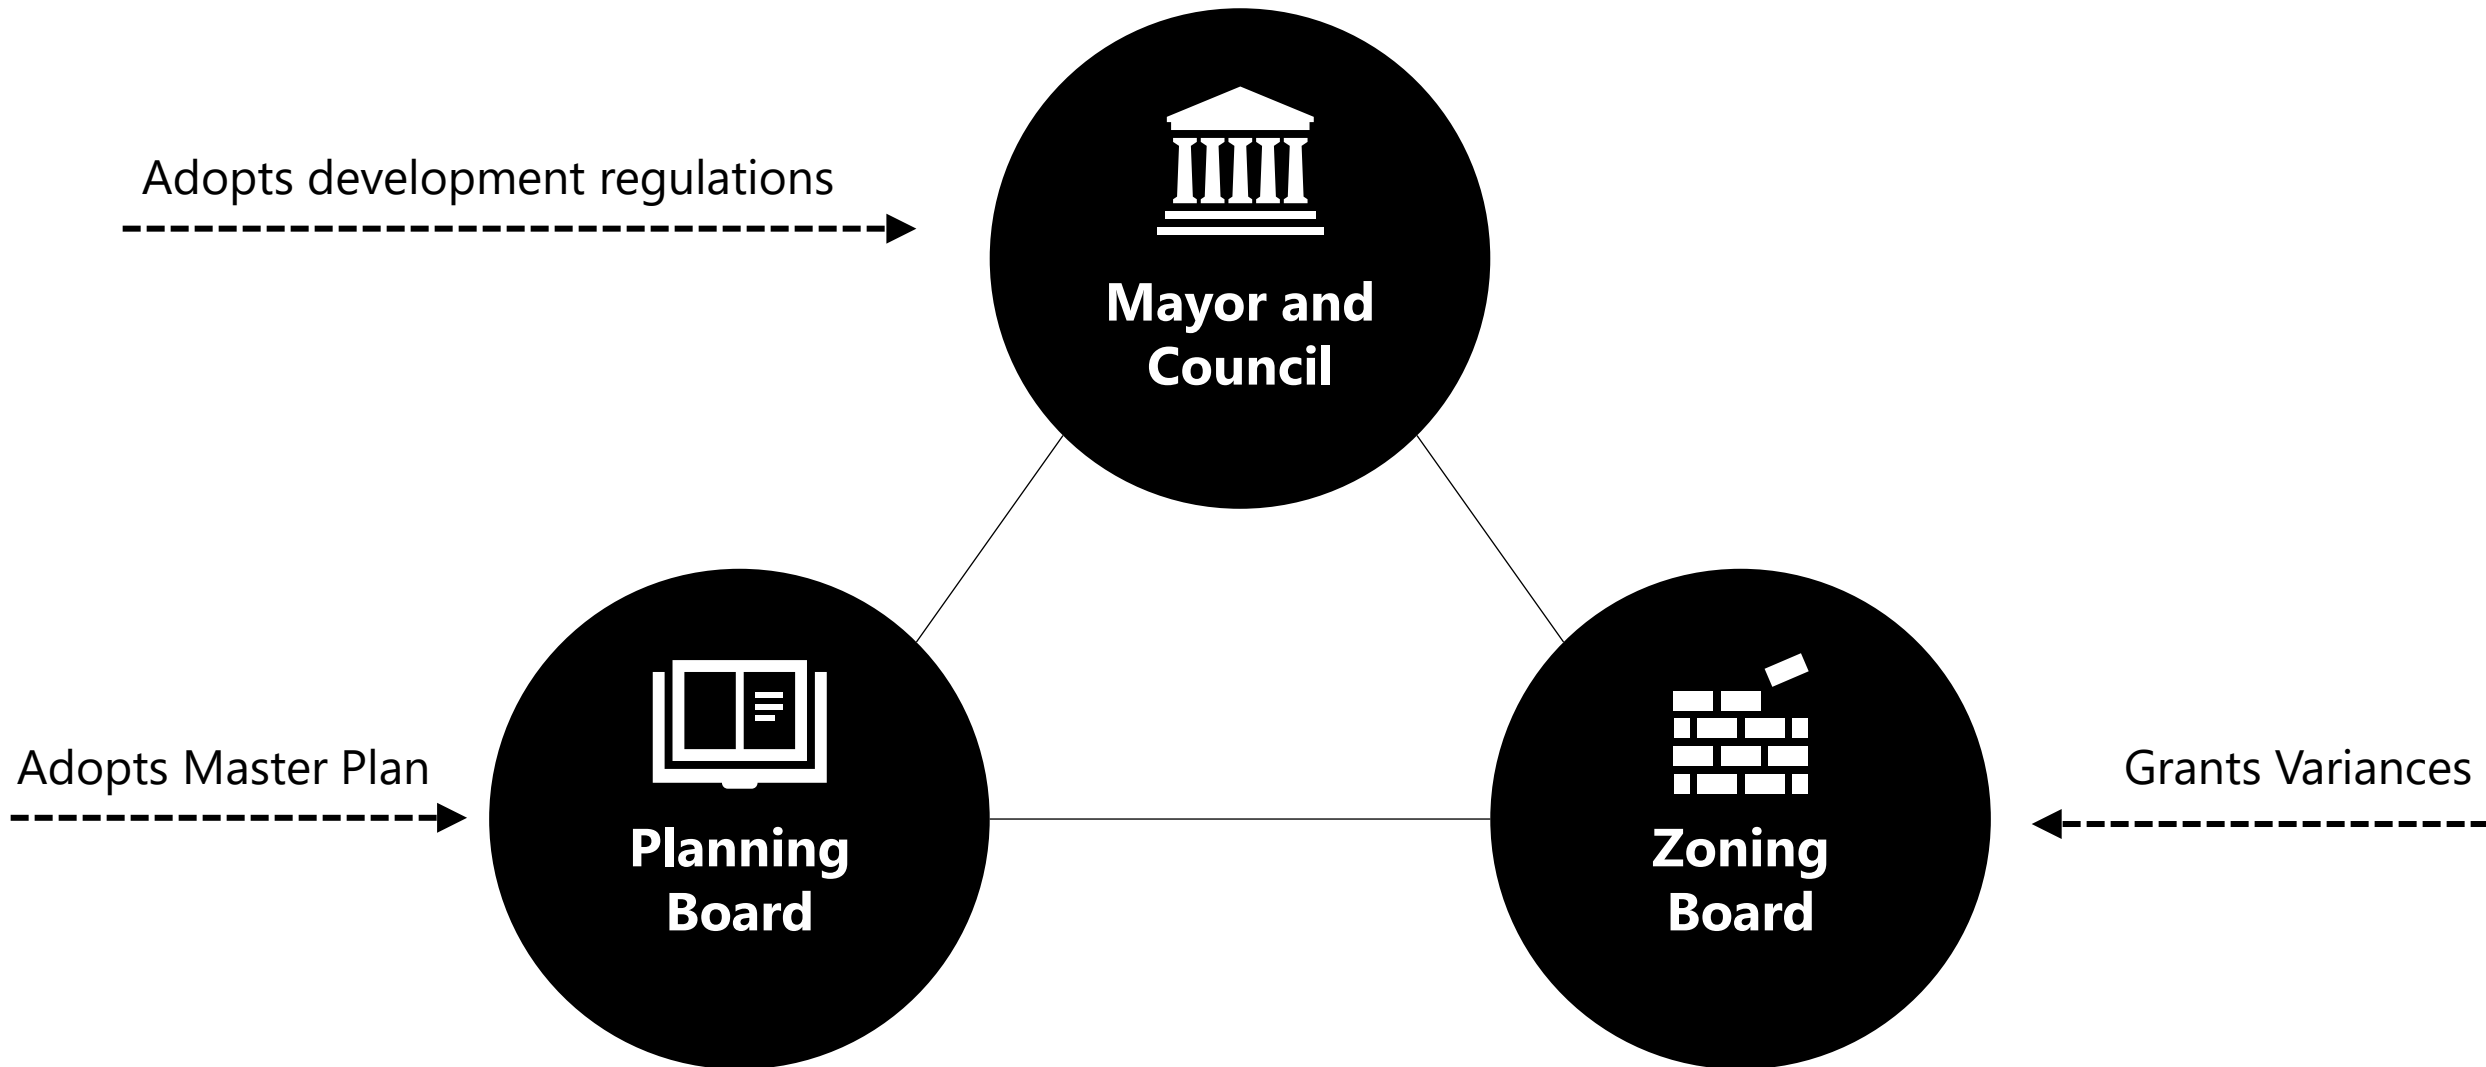 Adopts development regulations
Mayor and
Council
Adopts Master Plan
Planning
Board
Zoning
Board
Grants Variances